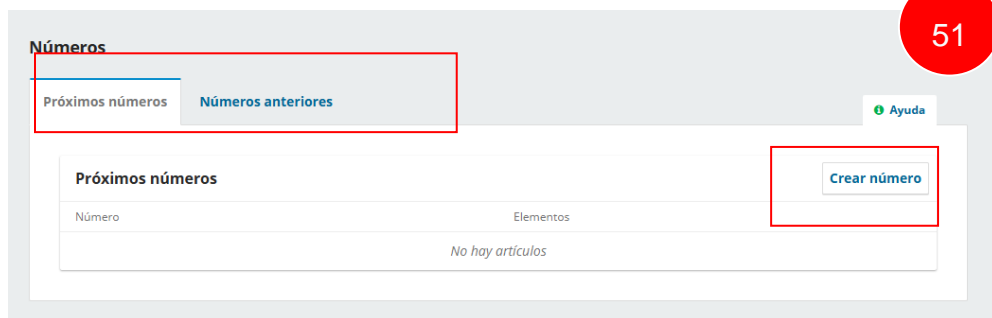 51
Números
Próximos números Números anteriores
Ayuda
Próximos números Crear número
Número Elementos
No hay artículos